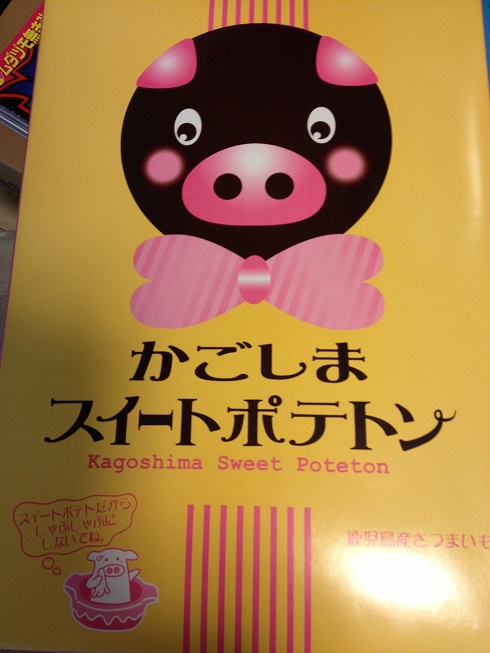 かごしま
スイートポテトン
Kagoshima Sweet Poteton
スイートポテトだから
しゃぶしゃぶに
しないでね。
鹿児島産さつまいも